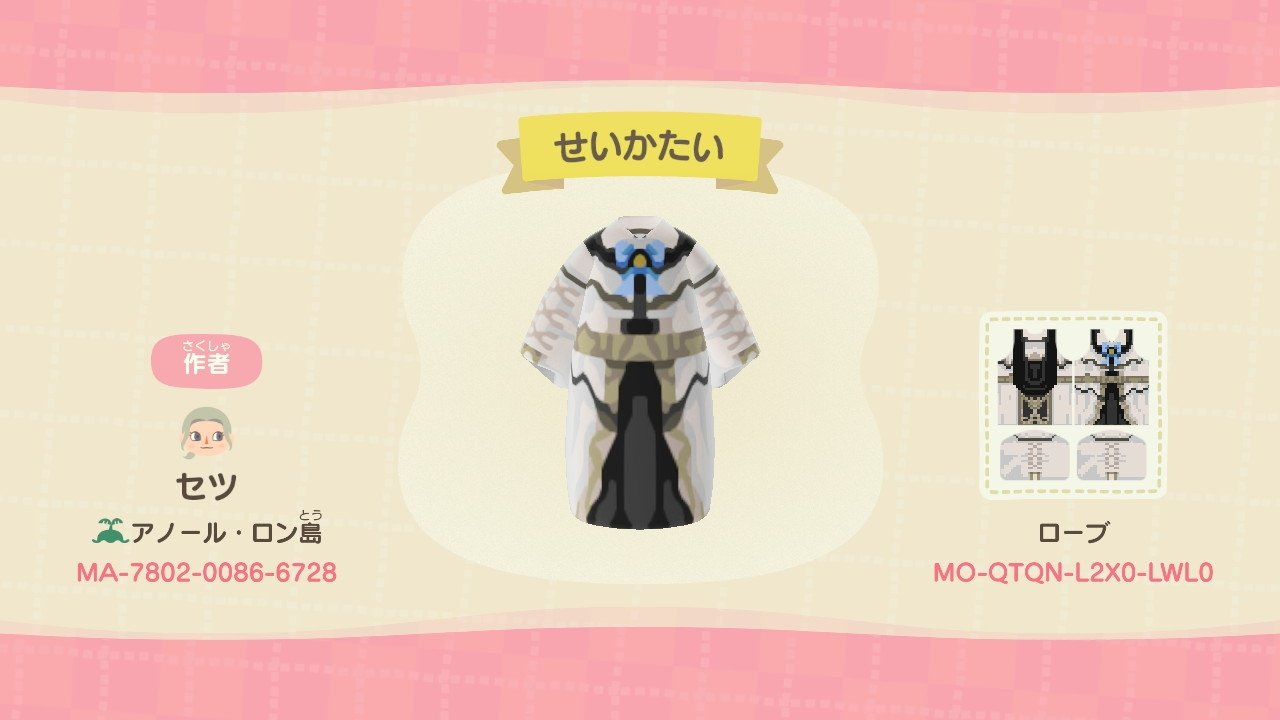 せいかたい
さくしゃ
作者
セツ
とう
アノール・ロン島
MA-7802-0086-6728
ローブ
MO-QTQN-L2X0-LWL0